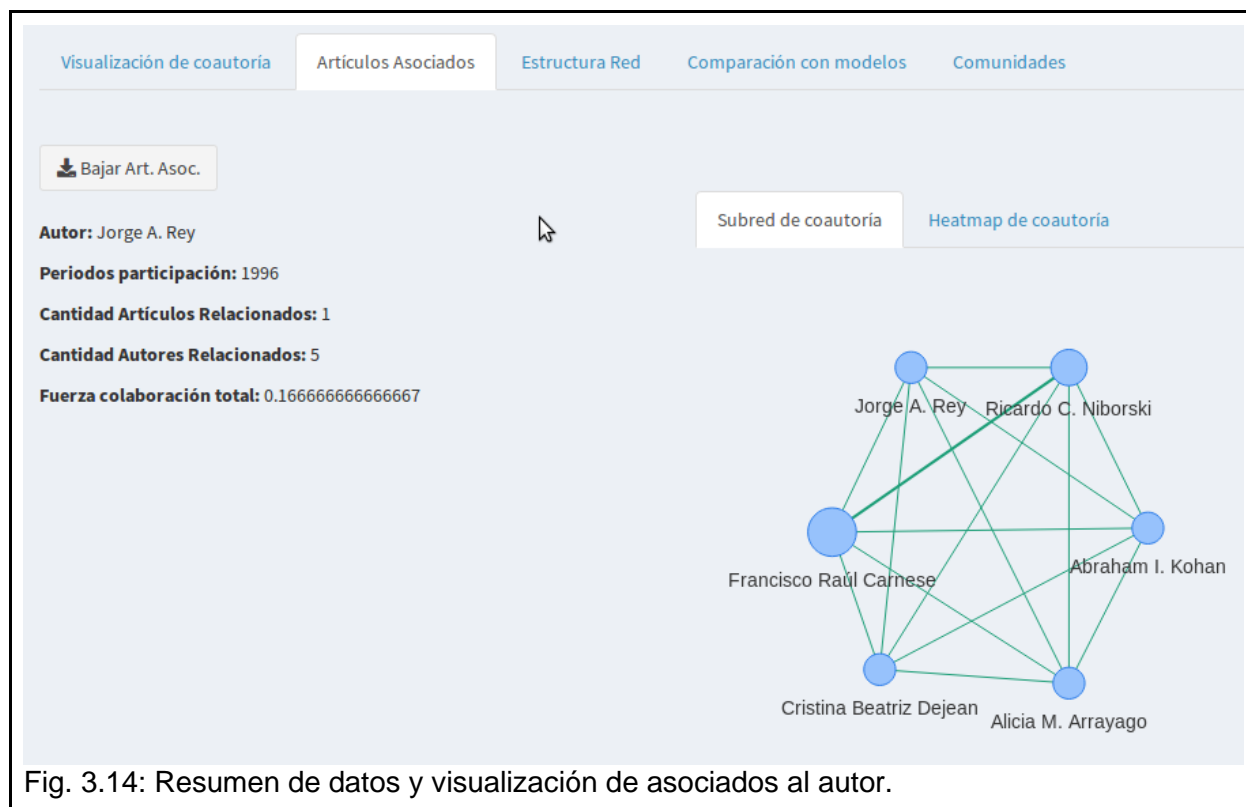 Visualización de coautoría Artículos Asociados Estructura Red Comparación con modelos Comunidades
Bajar Art. Asoc.
Autor: Jorge A. Rey
Periodos participación: 1996
Cantidad Artículos Relacionados: 1
Cantidad Autores Relacionados: 5
Fuerza colaboración total: 0.166666666666667
Subred de coautoría Heatmap de coautoría
Jorge A. Rey Ricardo C. Niborski
Abraham I. Kohan
Francisco Raúl Carnese
Cristina Beatriz Dejean
Alicia M. Arrayago
Fig. 3.14: Resumen de datos y visualización de asociados al autor.